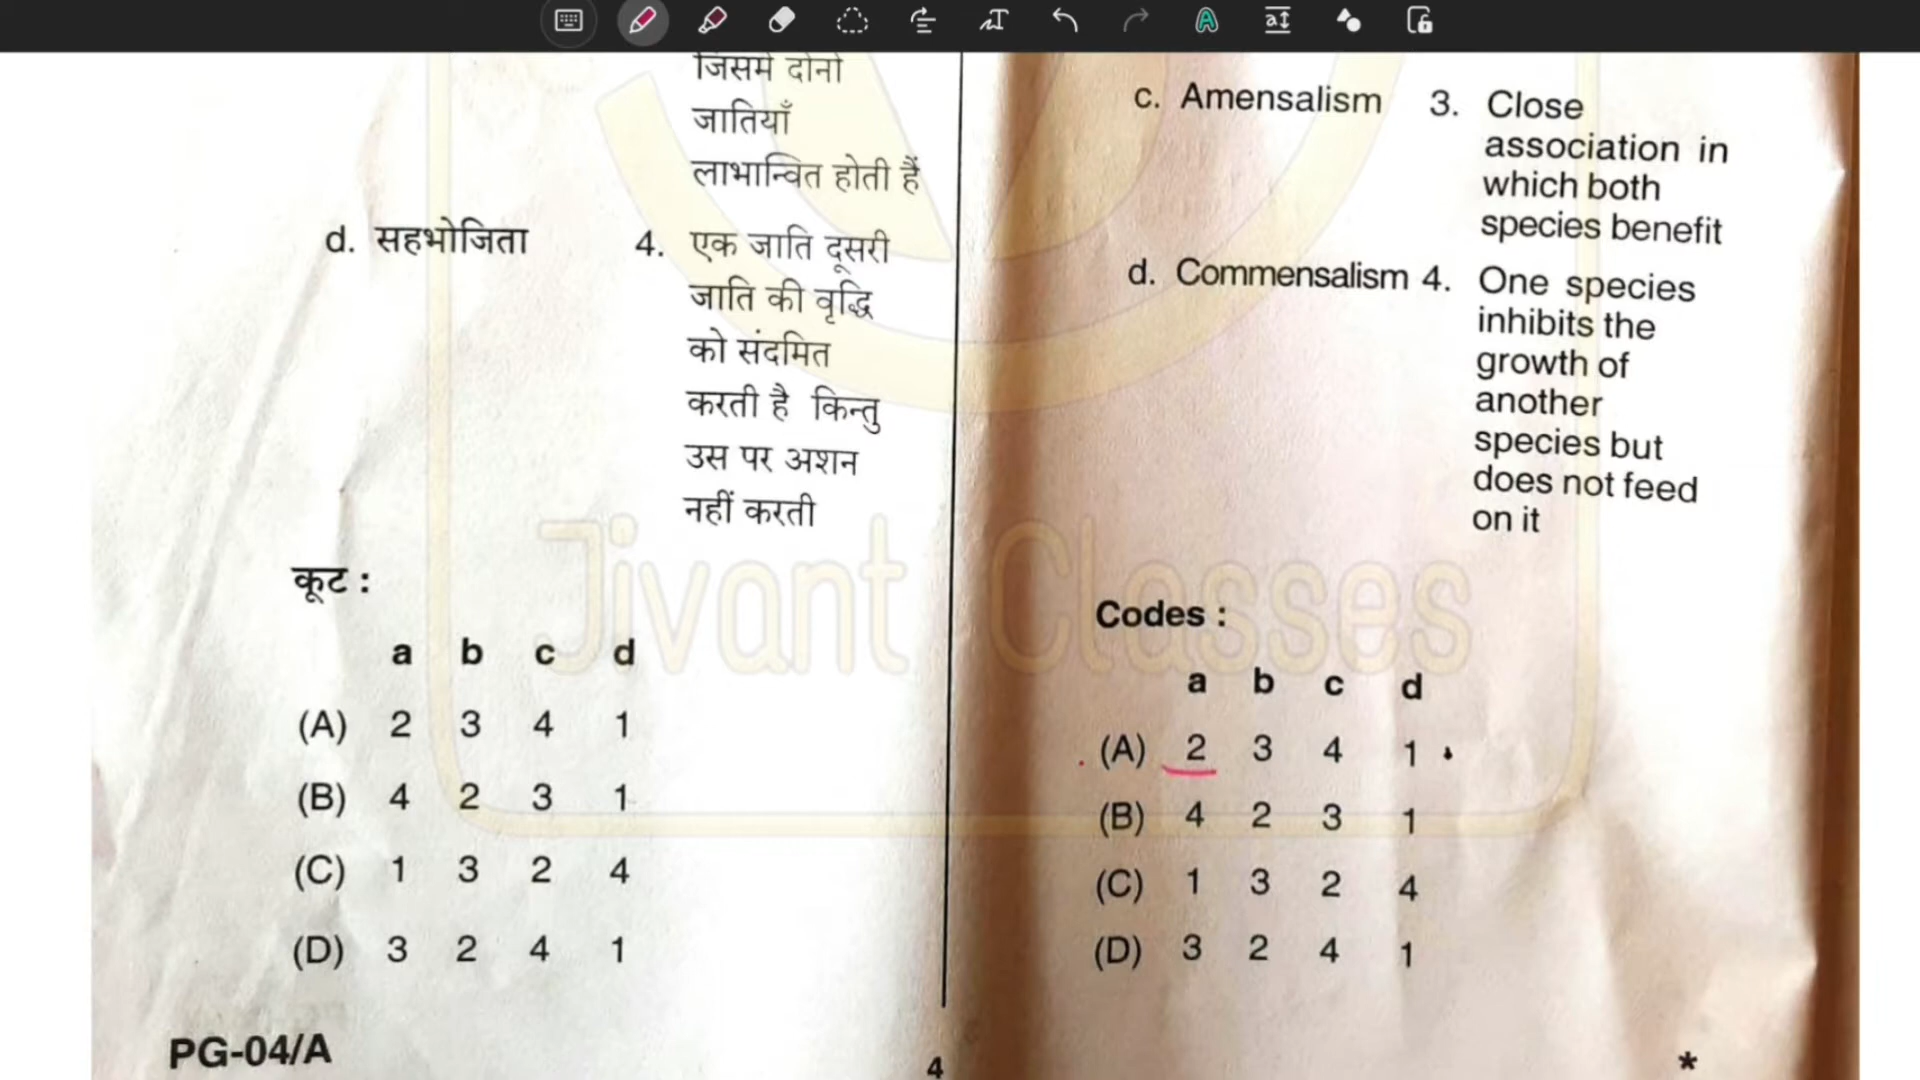 जिसमें दोनों
जातियाँ
लाभान्वित होती हैं
d. सहभोजिता
4. एक जाति दूसरी
जाति की वृद्धि
को संदमित
करती है किन्तु
उस पर अशन
नहीं करती
कूट :
a b c d
(A) 2 3 4 1
(B) 4 2 3 1
(C) 1 3 2 4
(D) 3 2 4 1
PG-04/A
4
c. Amensalism
3. Close
association in
which both
species benefit
d. Commensalism
4. One species
inhibits the
growth of
another
species but
does not feed
on it
Codes :
a b c d
(A) 2 3 4 1
(B) 4 2 3 1
(C) 1 3 2 4
(D) 3 2 4 1
*
Jivant Classes